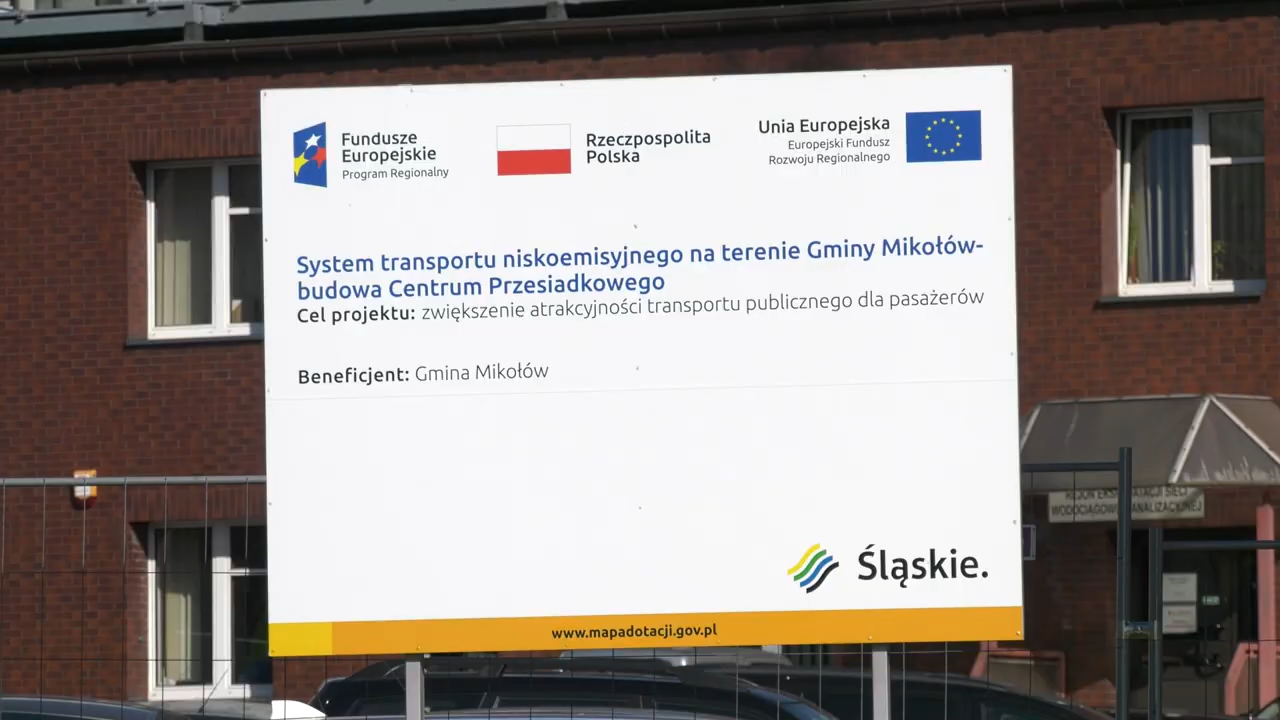 Fundusze
Europejskie
Program Regionalny
Rzeczpospolita
Polska
Unia Europejska
Europejski Fundusz
Rozwoju Regionalnego
System transportu niskoemisyjnego na terenie Gminy Mikołów-
budowa Centrum Przesiadkowego
Cel projektu: zwiększenie atrakcyjności transportu publicznego dla pasażerów
Beneficjent: Gmina Mikołów
Śląskie.
www.mapadotacji.gov.pl
REJON SIECI